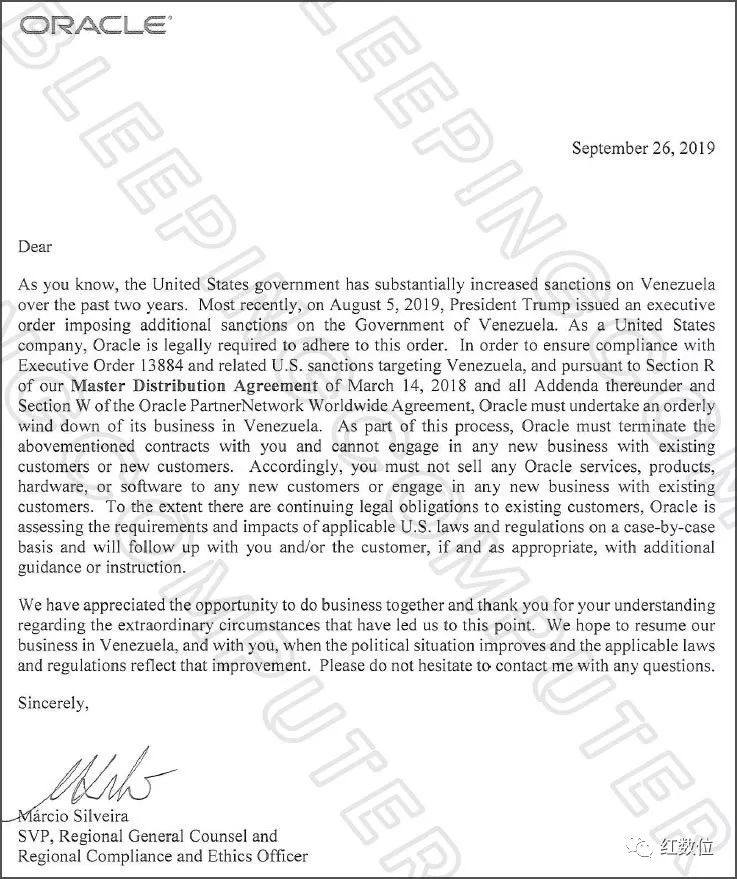 ORACLE
September 26, 2019
Dear
As you know, the United States government has substantially increased sanctions on Venezuela
over the past two years. Most recently, on August 5, 2019, President Trump issued an executive
order imposing additional sanctions on the Government of Venezuela. As a United States
company, Oracle is legally required to adhere to this order. In order to ensure compliance with
Executive Order 13884 and related U.S. sanctions targeting Venezuela, and pursuant to Section R
of our Master Distribution Agreement of March 14, 2018 and all Addenda thereunder and
Section W of the Oracle PartnerNetwork Worldwide Agreement, Oracle must undertake an orderly
wind down of its business in Venezuela. As part of this process, Oracle must terminate the
abovementioned contracts with you and cannot engage in any new business with existing
customers or new customers. Accordingly, you must not sell any Oracle services, products,
hardware, or software to any new customers or engage in any new business with existing
customers. To the extent there are continuing legal obligations to existing customers, Oracle is
assessing the requirements and impacts of applicable U.S. laws and regulations on a case-by-case
basis and will follow up with you and/or the customer, if and as appropriate, with additional
guidance or instruction.
We have appreciated the opportunity to do business together and thank you for your understanding
regarding the extraordinary circumstances that have led us to this point. We hope to resume our
business in Venezuela, and with you, when the political situation improves and the applicable laws
and regulations reflect that improvement. Please do not hesitate to contact me with any questions.
Sincerely,
Márcio Silveira
SVP, Regional General Counsel and
Regional Compliance and Ethics Officer
BLEEPINGCOMPUTER
红数位